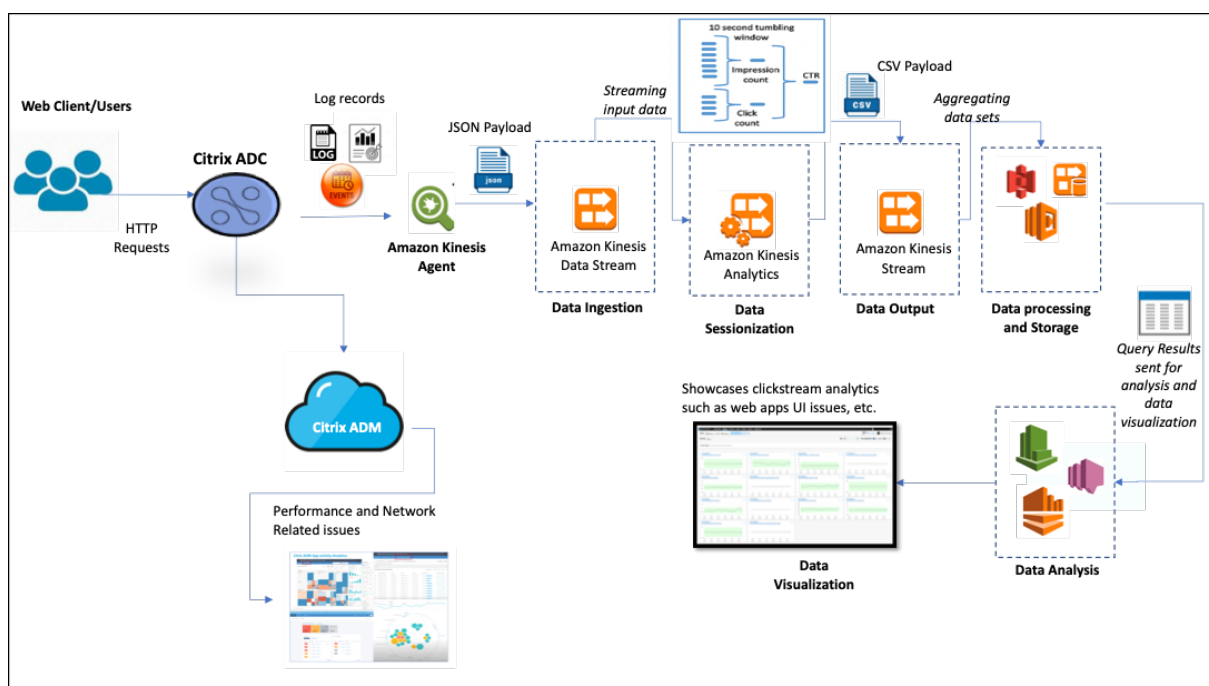 10 second tumbling
window
Impression
count
CTR
Click
count
CSV Payload
CSV
Streaming
input data
Aggregating
data sets
Web Client/Users
Log records
LOG
EVENTS
JSON Payload
json
Citrix ADC
HTTP
Requests
Amazon Kinesis
Agent
Amazon Kinesis
Data Stream
Data Ingestion
Amazon Kinesis
Analytics
Data
Sessionization
Amazon Kinesis
Stream
Data Output
Data processing
and Storage
Query Results
sent for
analysis and
data
visualization
Citrix ADM
Showcases clickstream analytics
such as web apps UI issues, etc.
Data
Visualization
Data Analysis
Performance and Network
Related issues